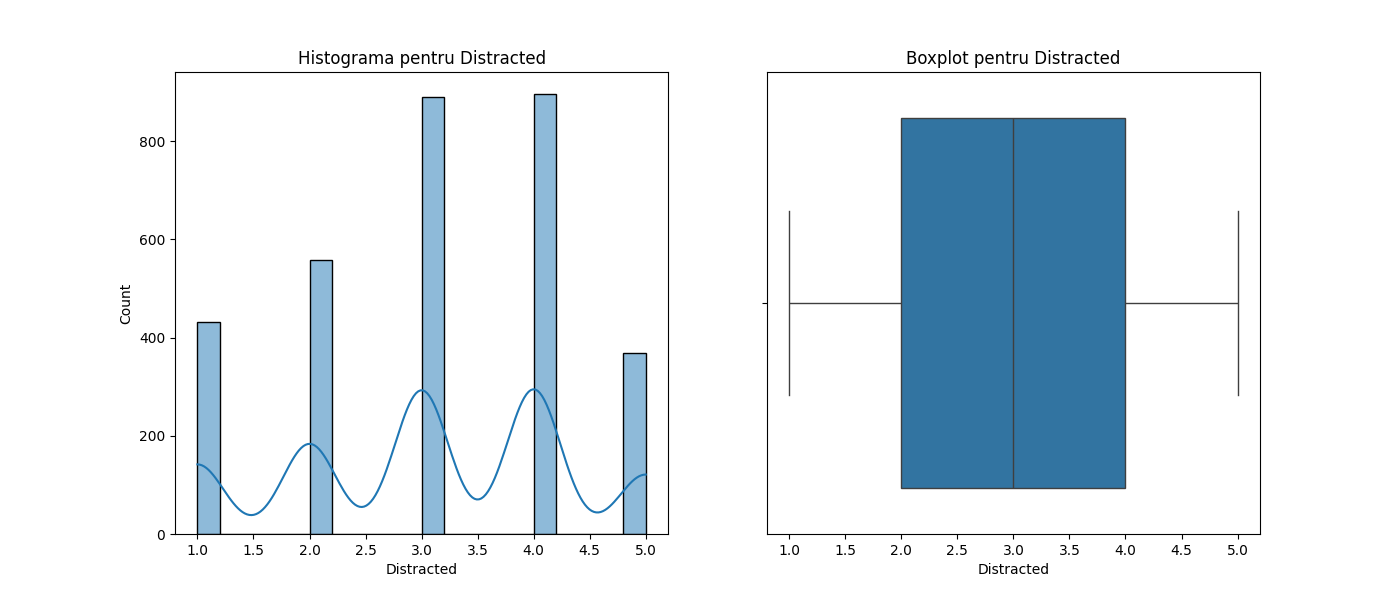 Histograma pentru Distracted
Count
800
600
400
200
0
1.0 1.5 2.0 2.5 3.0 3.5 4.0 4.5 5.0
Distracted
Boxplot pentru Distracted
1.0 1.5 2.0 2.5 3.0 3.5 4.0 4.5 5.0
Distracted